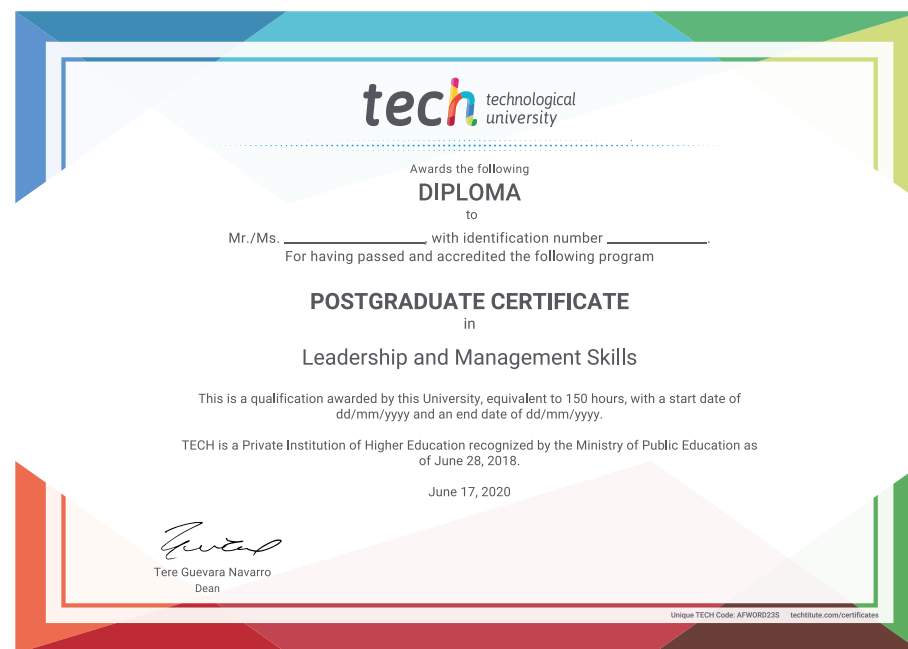 tech technological
university
Awards the following
DIPLOMA
to
Mr./Ms. ____________________, with identification number ______________.
For having passed and accredited the following program
POSTGRADUATE CERTIFICATE
in
Leadership and Management Skills
This is a qualification awarded by this University, equivalent to 150 hours, with a start date of
dd/mm/yyyy and an end date of dd/mm/yyyy.
TECH is a Private Institution of Higher Education recognized by the Ministry of Public Education as
of June 28, 2018.
June 17, 2020
Tere Guevara Navarro
Dean
Unique TECH Code: AFWORD23S techtitute.com/certificates